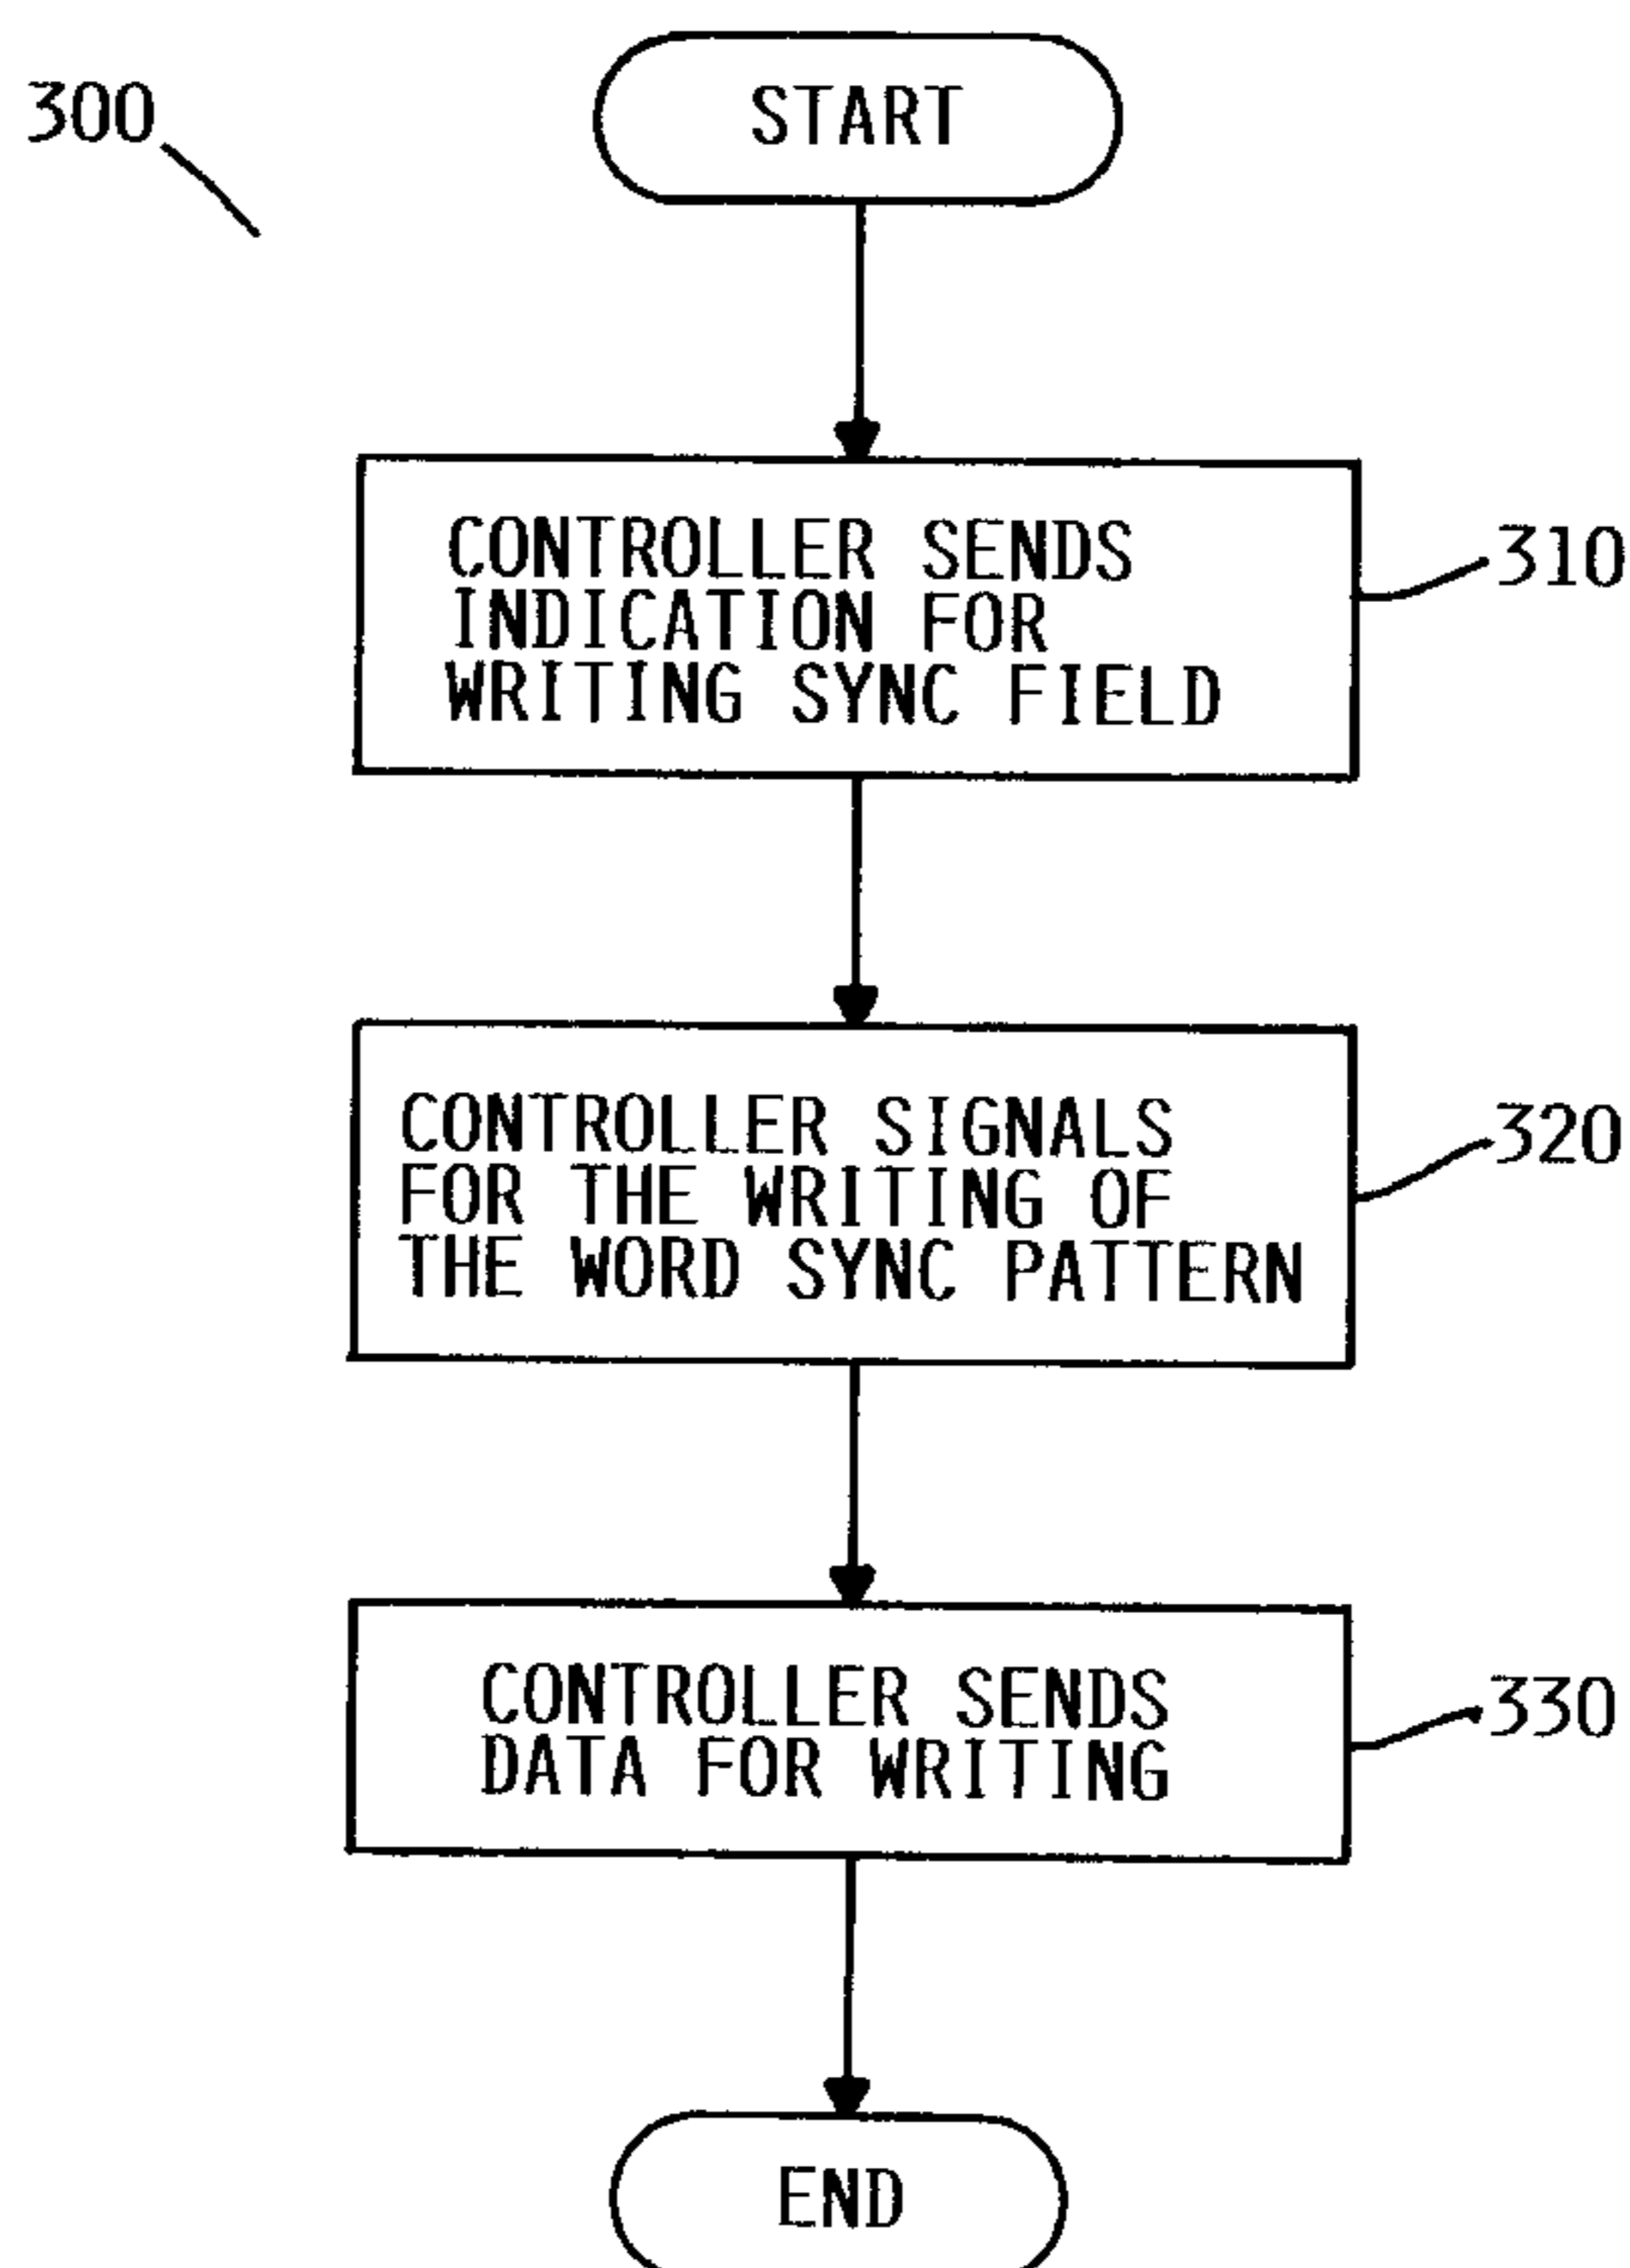 300
START
CONTROLLER SENDS
INDICATION FOR
WRITING SYNC FIELD
310
CONTROLLER SIGNALS
FOR THE WRITING OF
THE WORD SYNC PATTERN
320
CONTROLLER SENDS
DATA FOR WRITING
330
END